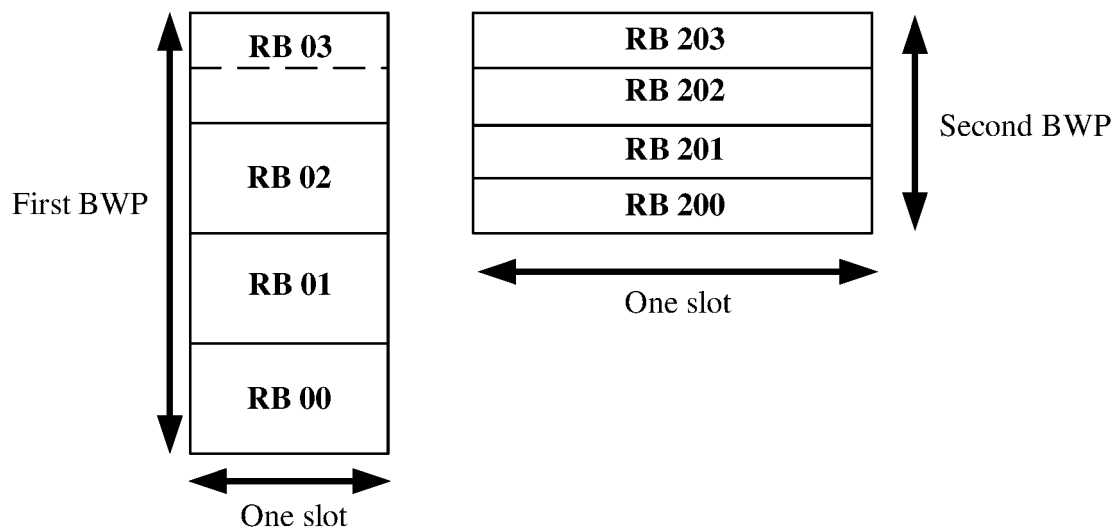 RB 03
RB 02
RB 01
RB 00
First BWP
One slot
RB 203
RB 202
RB 201
RB 200
Second BWP
One slot